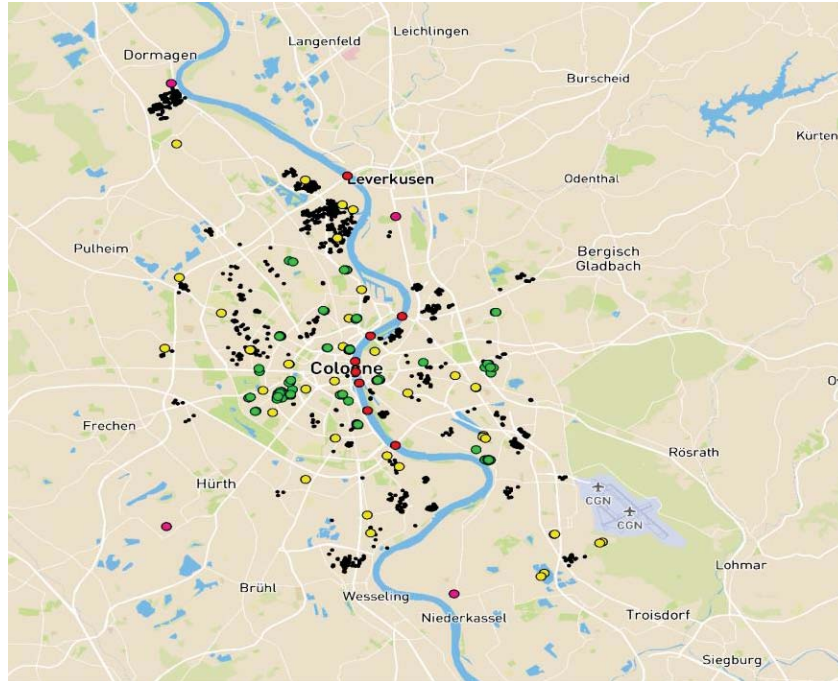 Leichlingen
Langenfeld
Dormagen
Burscheid
Kürten
Leverkusen
Odenthal
Pulheim
Bergisch
Gladbach
Cologne
Frechen
Rösrath
Hürth
CGN
CGN
Lohmar
Brühl
Wesseling
Niederkassel
Troisdorf
Siegburg